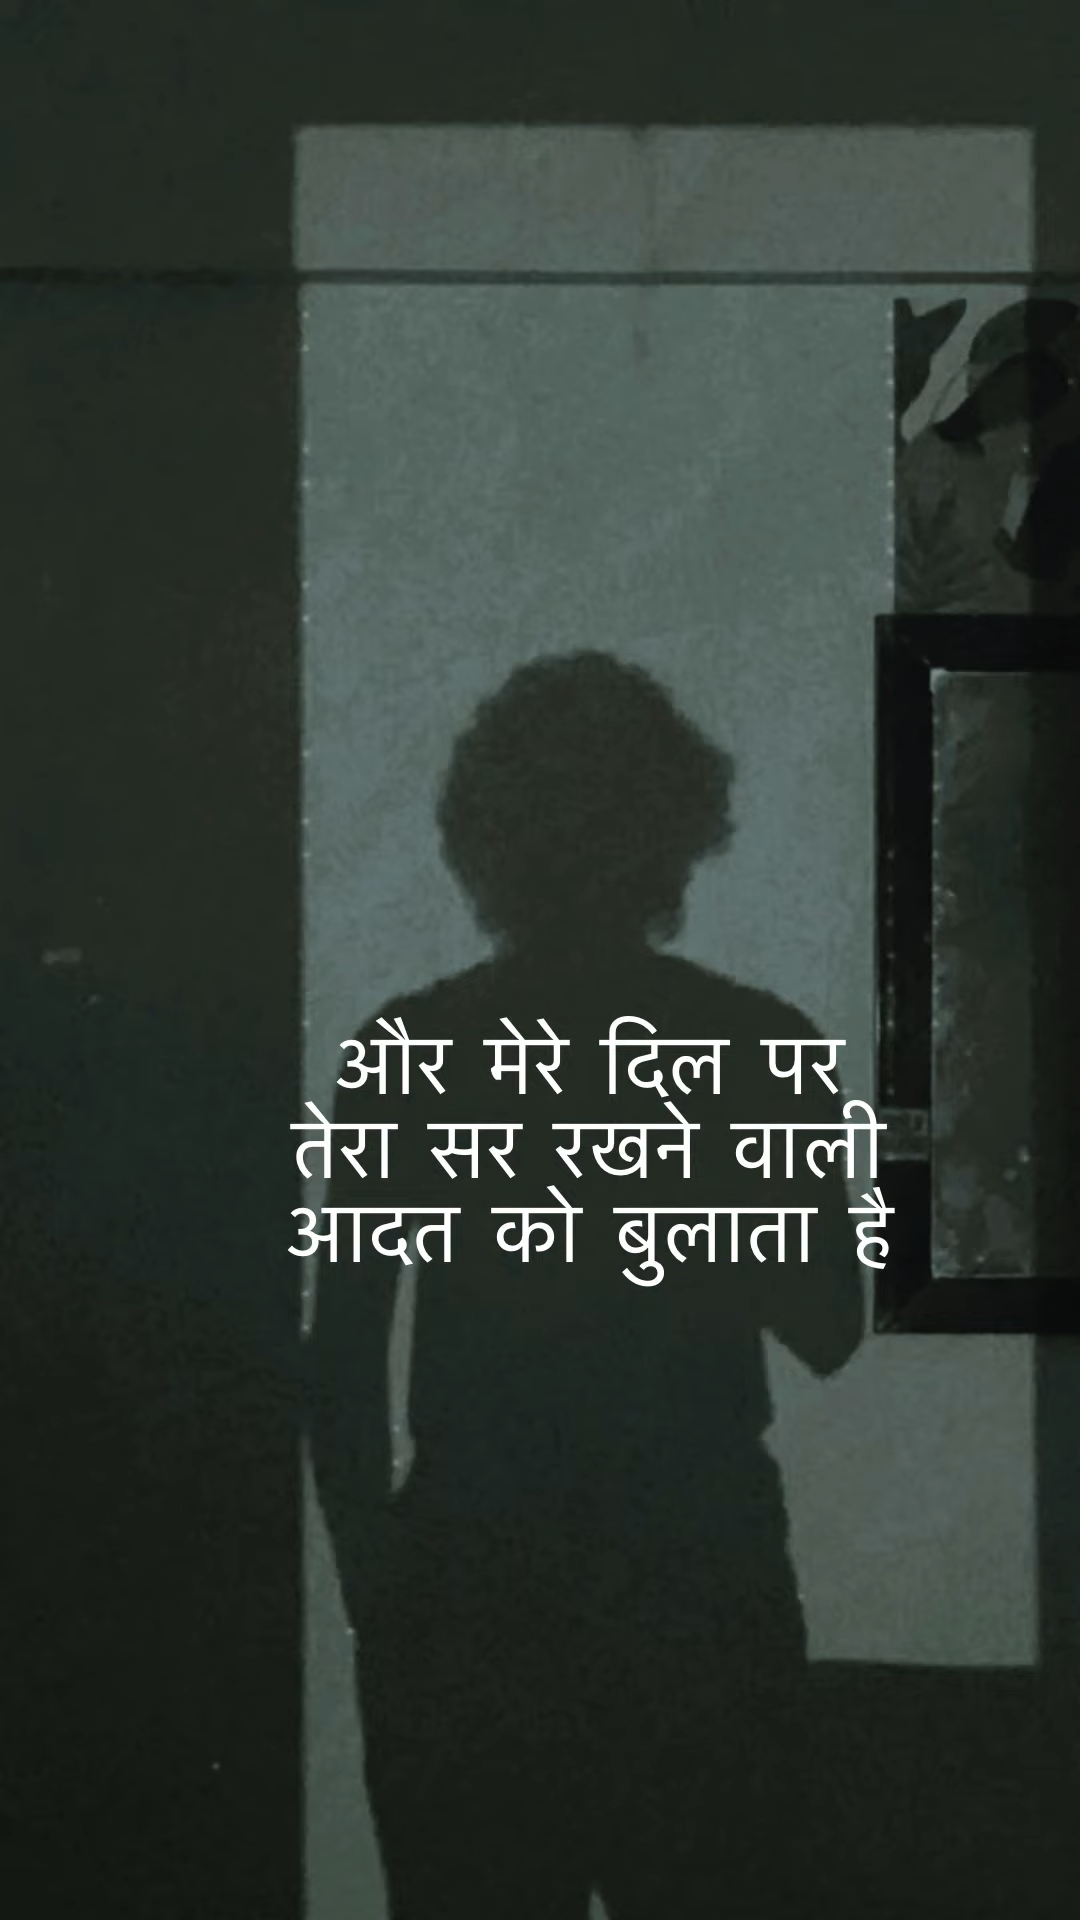 और मेरे दिल पर
तेरा सर रखने वाली
आदत को बुलाता है